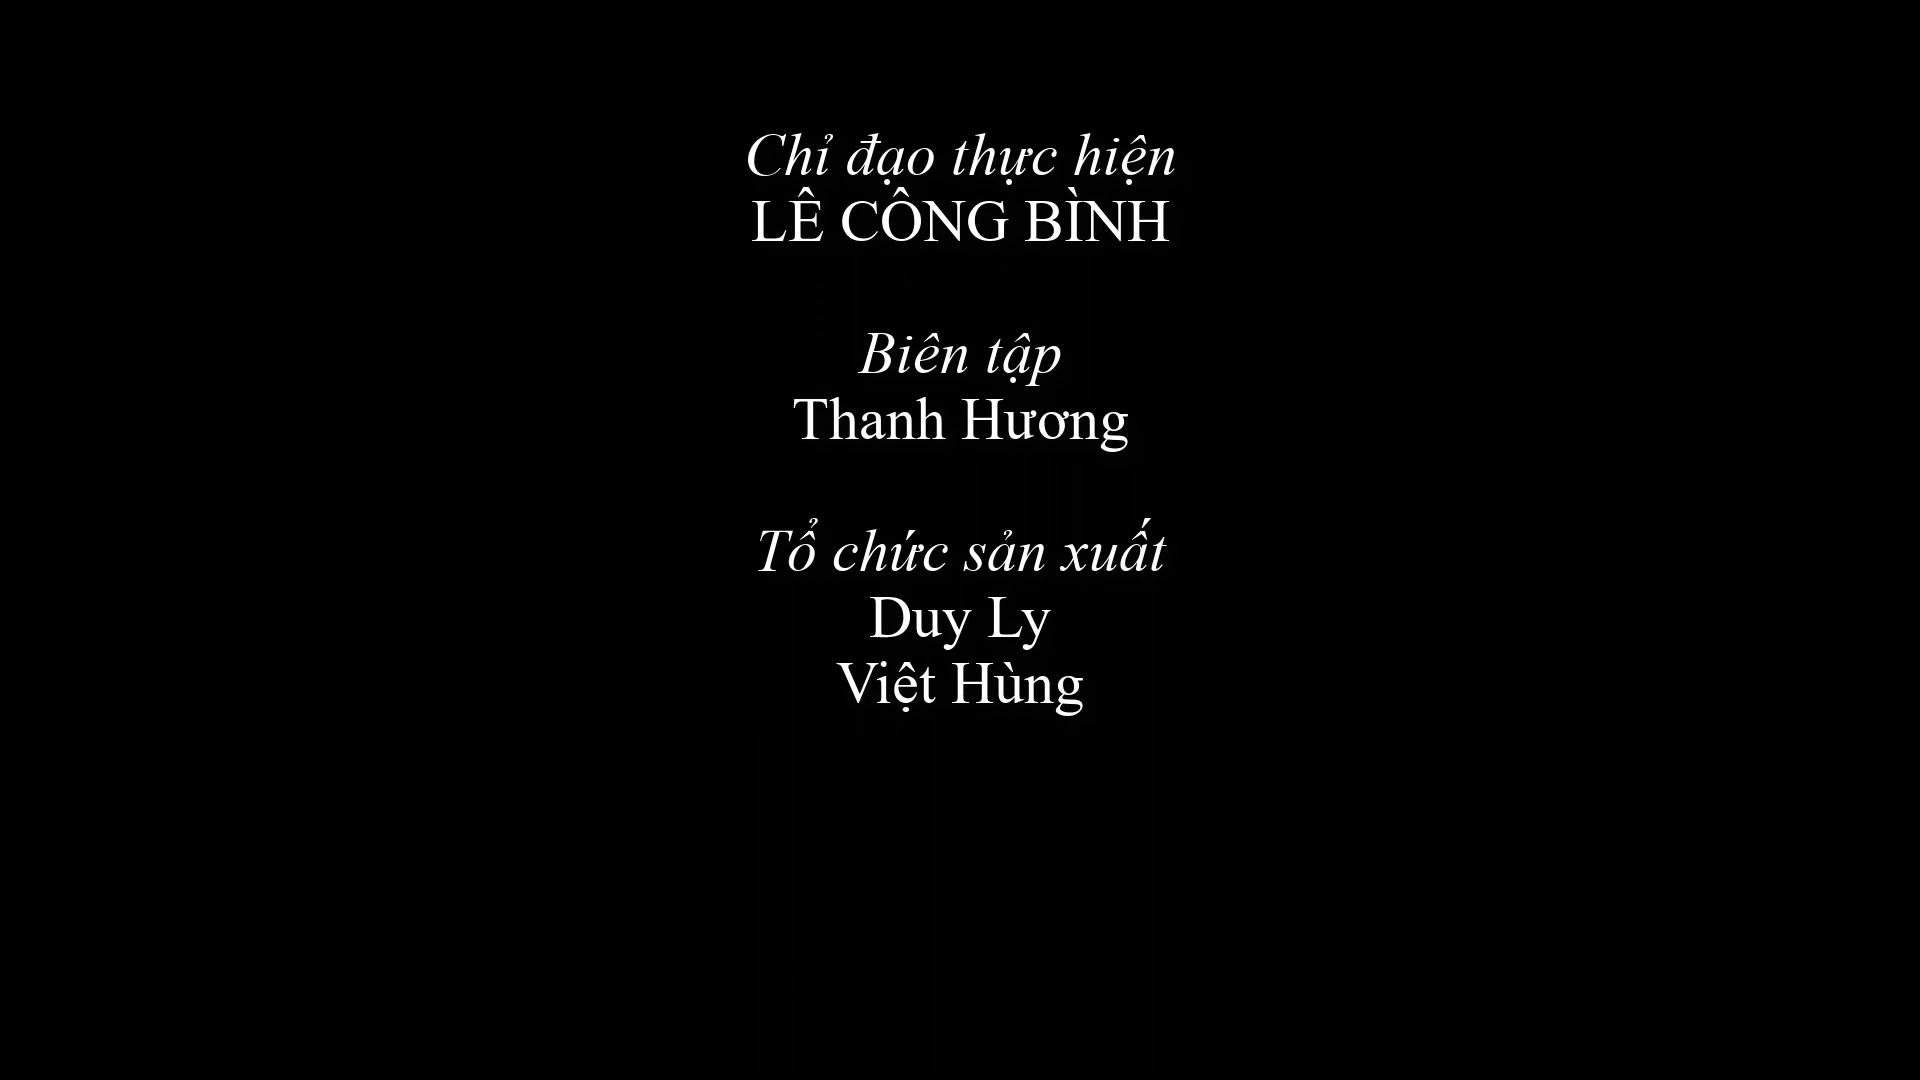 Chỉ đạo thực hiện
LÊ CÔNG BÌNH
Biên tập
Thanh Hương
Tổ chức sản xuất
Duy Ly
Việt Hùng